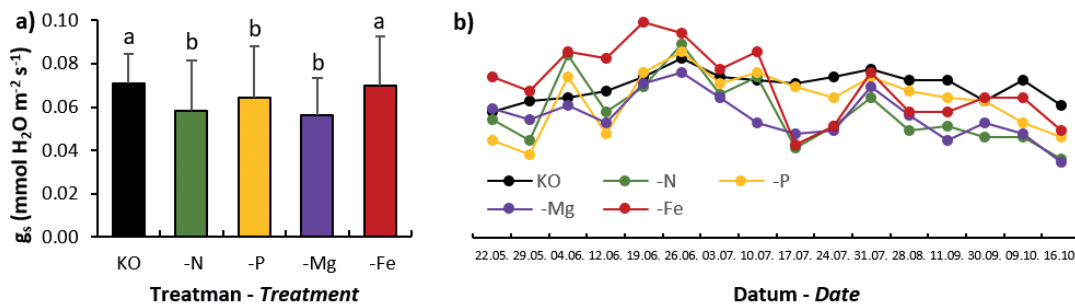 a)
g_s (mmol H₂O m⁻² s⁻¹)
0.10
0.08
0.06
0.04
0.02
0.00
a
b
b
b
a
KO -N -P -Mg -Fe
Treatman - Treatment
b)
KO -N -P
-Mg -Fe
22.05. 29.05. 04.06. 12.06. 19.06. 26.06. 03.07. 10.07. 17.07. 24.07. 31.07. 28.08. 11.09. 30.09. 09.10. 16.10.
Datum - Date